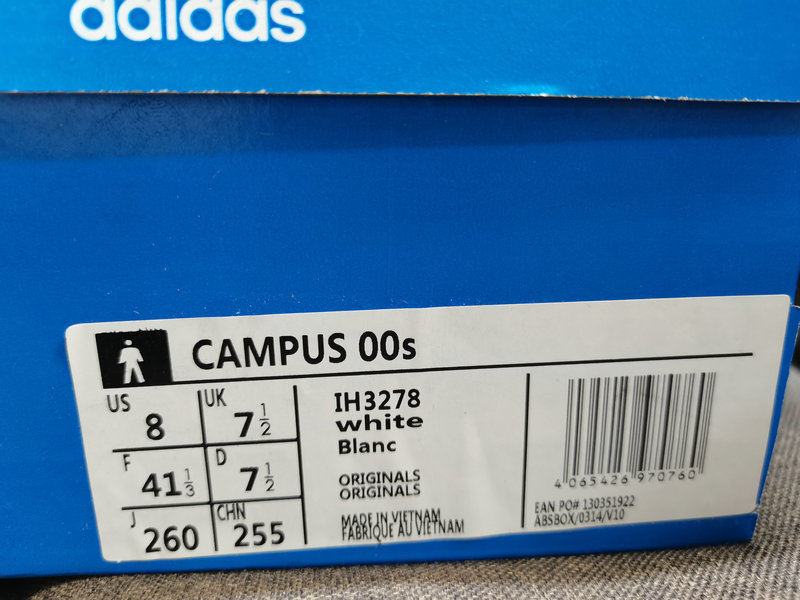 adidas
CAMPUS 00s
US 8 UK 7 1/2
F 41 1/3 D 7 1/2
J 260 CHN 255
IH3278
white
Blanc
ORIGINALS
ORIGINALS
MADE IN VIETNAM
FABRIQUE AU VIETNAM
4 065426 970760
EAN PO# 130351922
ABSBOX/0314/V10